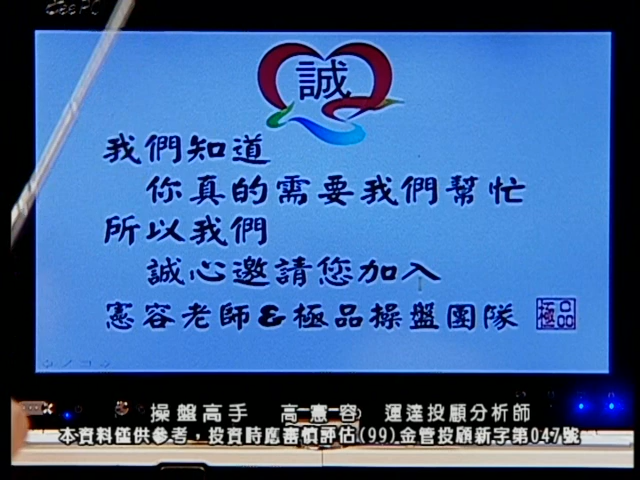 Eee PC
誠
我們知道
你真的需要我們幫忙
所以我們
誠心邀請您加入
憲容老師&極品操盤團隊 極品
操盤高手 高憲容 運達投顧分析師
本資料僅供參考，投資時應審慎評估(99)金管投顧新字第047號